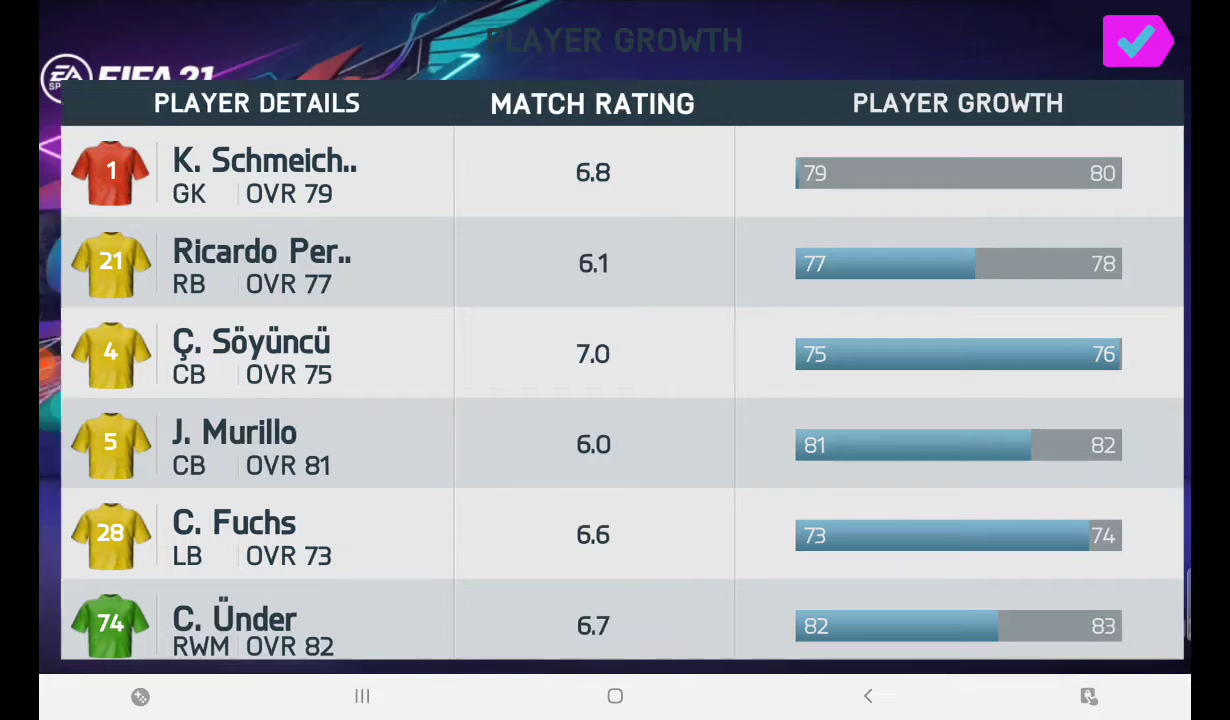 PLAYER GROWTH
EA SP
FIFA 21
PLAYER DETAILS MATCH RATING PLAYER GROWTH
1 K. Schmeich.. 6.8 79 80
GK OVR 79
21 Ricardo Per.. 6.1 77 78
RB OVR 77
4 Ç. Söyüncü 7.0 75 76
CB OVR 75
5 J. Murillo 6.0 81 82
CB OVR 81
28 C. Fuchs 6.6 73 74
LB OVR 73
74 C. Ünder 6.7 82 83
RWM OVR 82